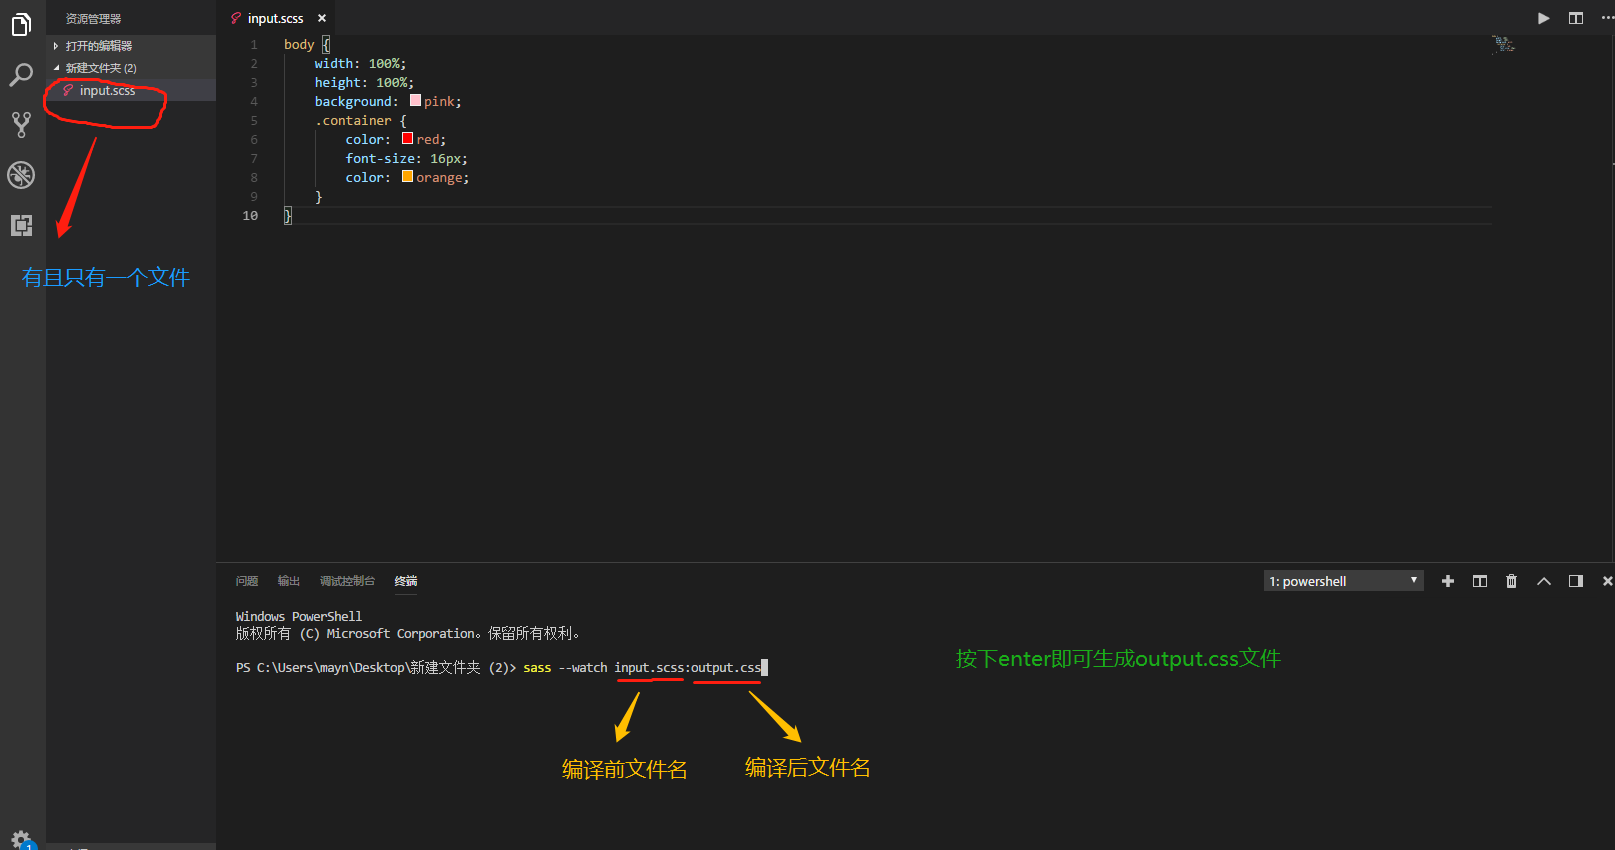 资源管理器
打开的编辑器
新建文件夹 (2)
input.scss
有且只有一个文件
input.scss ×
1 body {
2 width: 100%;
3 height: 100%;
4 background: pink;
5 .container {
6 color: red;
7 font-size: 16px;
8 color: orange;
9 }
10 }
问题 输出 调试控制台 终端
1: powershell
Windows PowerShell
版权所有 (C) Microsoft Corporation。保留所有权利。
PS C:\Users\mayn\Desktop\新建文件夹 (2)> sass --watch input.scss:output.css
按下enter即可生成output.css文件
编译前文件名
编译后文件名
1